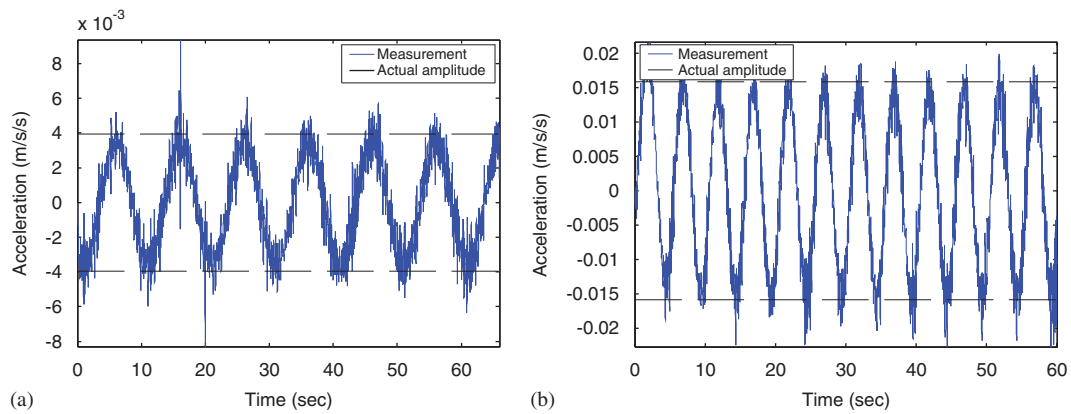 x 10⁻³
8
6
4
2
0
-2
-4
-6
-8
Acceleration (m/s/s)
Measurement
Actual amplitude
0 10 20 30 40 50 60
Time (sec)
(a)
0.02
0.015
0.01
0.005
0
-0.005
-0.01
-0.015
-0.02
Acceleration (m/s/s)
Measurement
Actual amplitude
0 10 20 30 40 50 60
Time (sec)
(b)